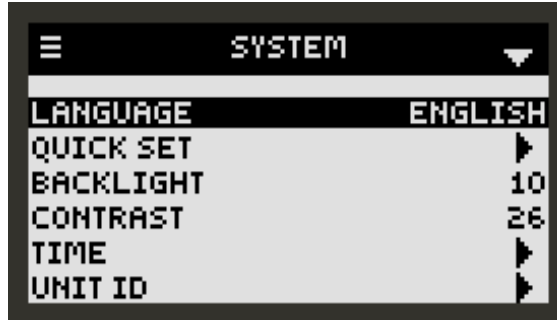 SYSTEM
LANGUAGE ENGLISH
QUICK SET
BACKLIGHT 10
CONTRAST 26
TIME
UNIT ID